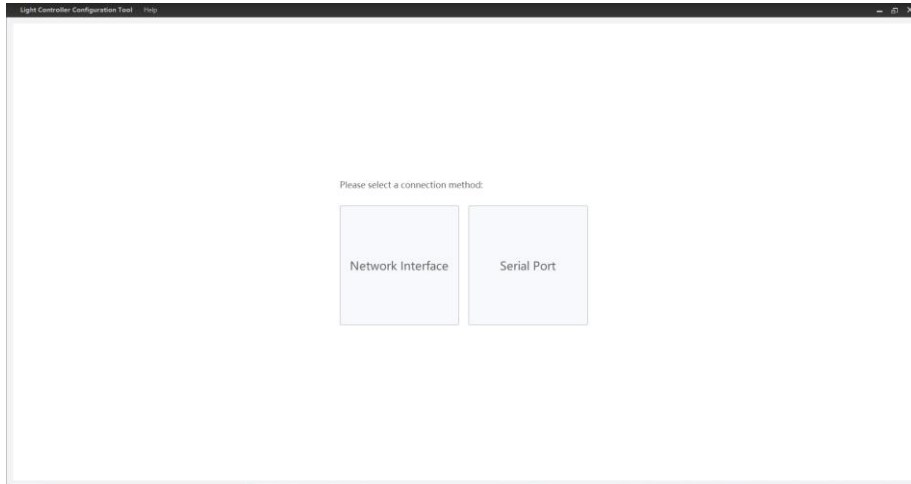 Light Controller Configuration Tool Help
Please select a connection method:
Network Interface Serial Port